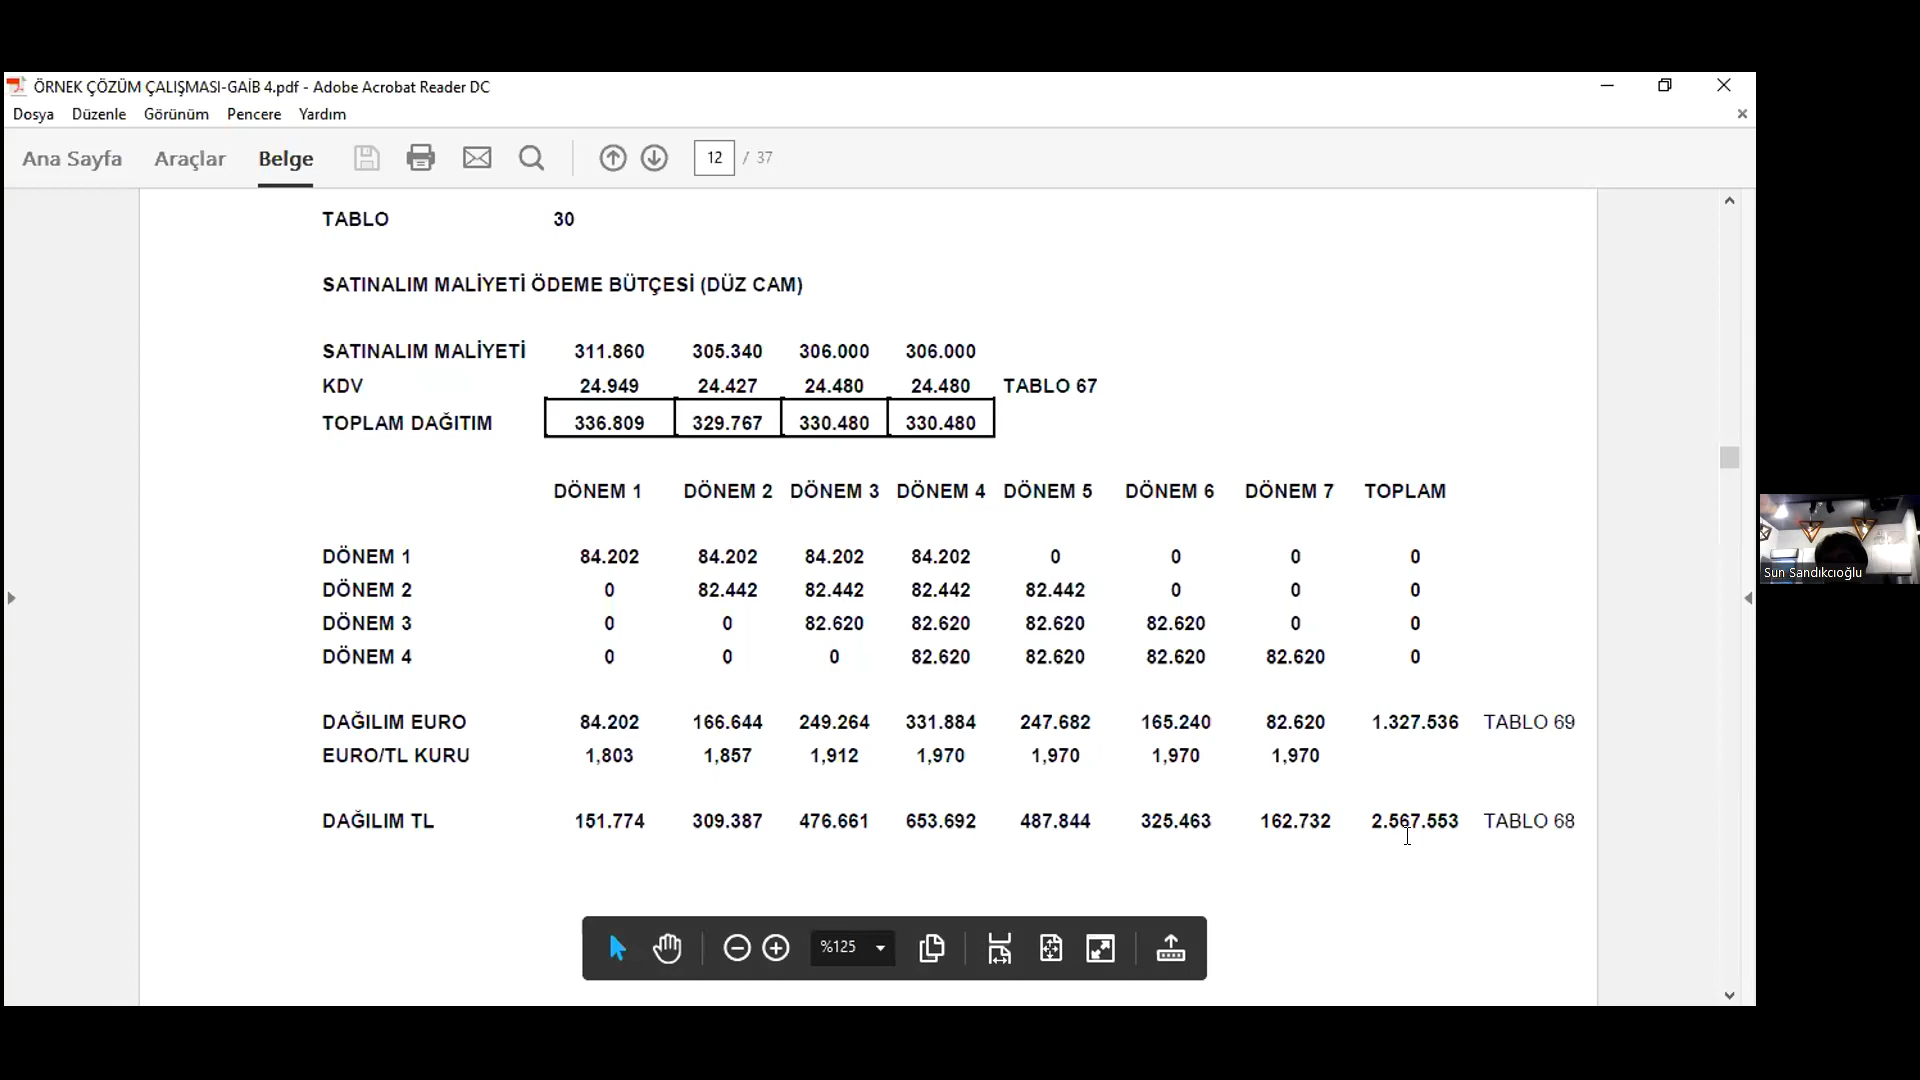 ÖRNEK ÇÖZÜM ÇALIŞMASI-GAİB 4.pdf - Adobe Acrobat Reader DC
Dosya Düzenle Görünüm Pencere Yardım
Ana Sayfa Araçlar Belge 12 / 37
TABLO 30
SATINALIM MALİYETİ ÖDEME BÜTÇESİ (DÜZ CAM)
SATINALIM MALİYETİ 311.860 305.340 306.000 306.000
KDV 24.949 24.427 24.480 24.480 TABLO 67
TOPLAM DAĞITIM 336.809 329.767 330.480 330.480
DÖNEM 1 DÖNEM 2 DÖNEM 3 DÖNEM 4 DÖNEM 5 DÖNEM 6 DÖNEM 7 TOPLAM
DÖNEM 1 84.202 84.202 84.202 84.202 0 0 0 0
DÖNEM 2 0 82.442 82.442 82.442 82.442 0 0 0
DÖNEM 3 0 0 82.620 82.620 82.620 82.620 0 0
DÖNEM 4 0 0 0 82.620 82.620 82.620 82.620 0
DAĞILIM EURO 84.202 166.644 249.264 331.884 247.682 165.240 82.620 1.327.536 TABLO 69
EURO/TL KURU 1,803 1,857 1,912 1,970 1,970 1,970 1,970
DAĞILIM TL 151.774 309.387 476.661 653.692 487.844 325.463 162.732 2.567.553 TABLO 68
%125
Sun Sandıkcıoğlu